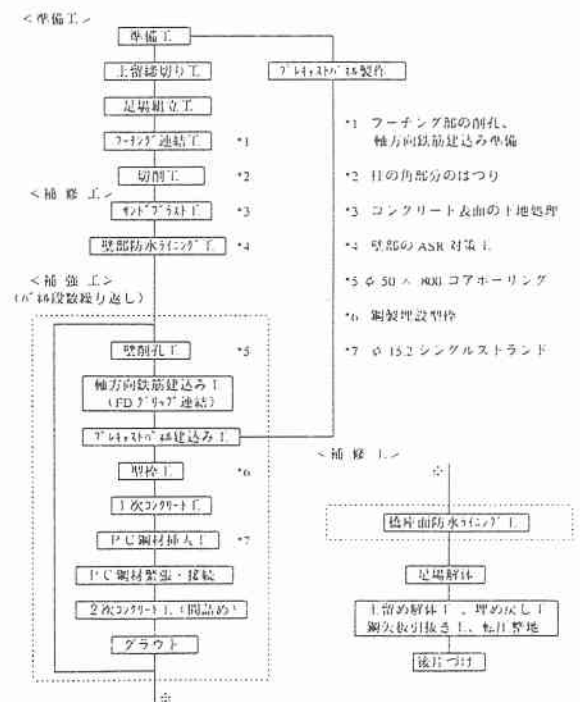 <準備工>
準備工
土留締切り工
プレキャストパネル製作
足場組立工
フーチング連結工 *1
切削工 *2
<補修工>
サンドブラスト工 *3
壁部防水ライニング工 *4
*1 フーチング部の削孔、
軸方向鉄筋建込み準備
*2 柱の角部分のはつり
*3 コンクリート表面の下地処理
*4 壁部の ASR 対策工
*5 φ50 × 800 コアボーリング
*6 鋼製埋設型枠
*7 φ15.2 シングルストランド
<補強工>
(パネル段数繰り返し)
壁削孔工 *5
軸方向鉄筋建込み工
(FDグリップ連結)
プレキャストパネル建込み工
型枠工 *6
1次コンクリート工
PC鋼材挿入工 *7
PC鋼材緊張・接続
2次コンクリート工(間詰め)
グラウト
※
<補修工>
※
橋座面防水ライニング工
足場解体
土留め解体工、埋め戻し工
鋼矢板引抜き工、転圧整地
後片づけ